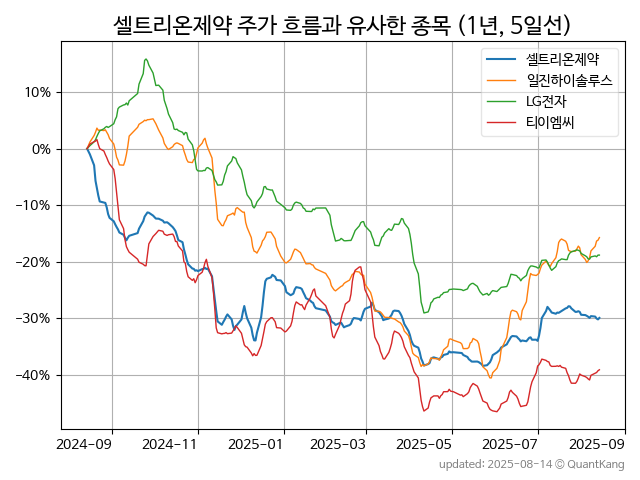 셀트리온제약 주가 흐름과 유사한 종목 (1년, 5일선)
셀트리온제약
일진하이솔루스
LG전자
티이엠씨
10%
0%
−10%
−20%
−30%
−40%
2024-09 2024-11 2025-01 2025-03 2025-05 2025-07 2025-09
updated: 2025-08-14 © QuantKang